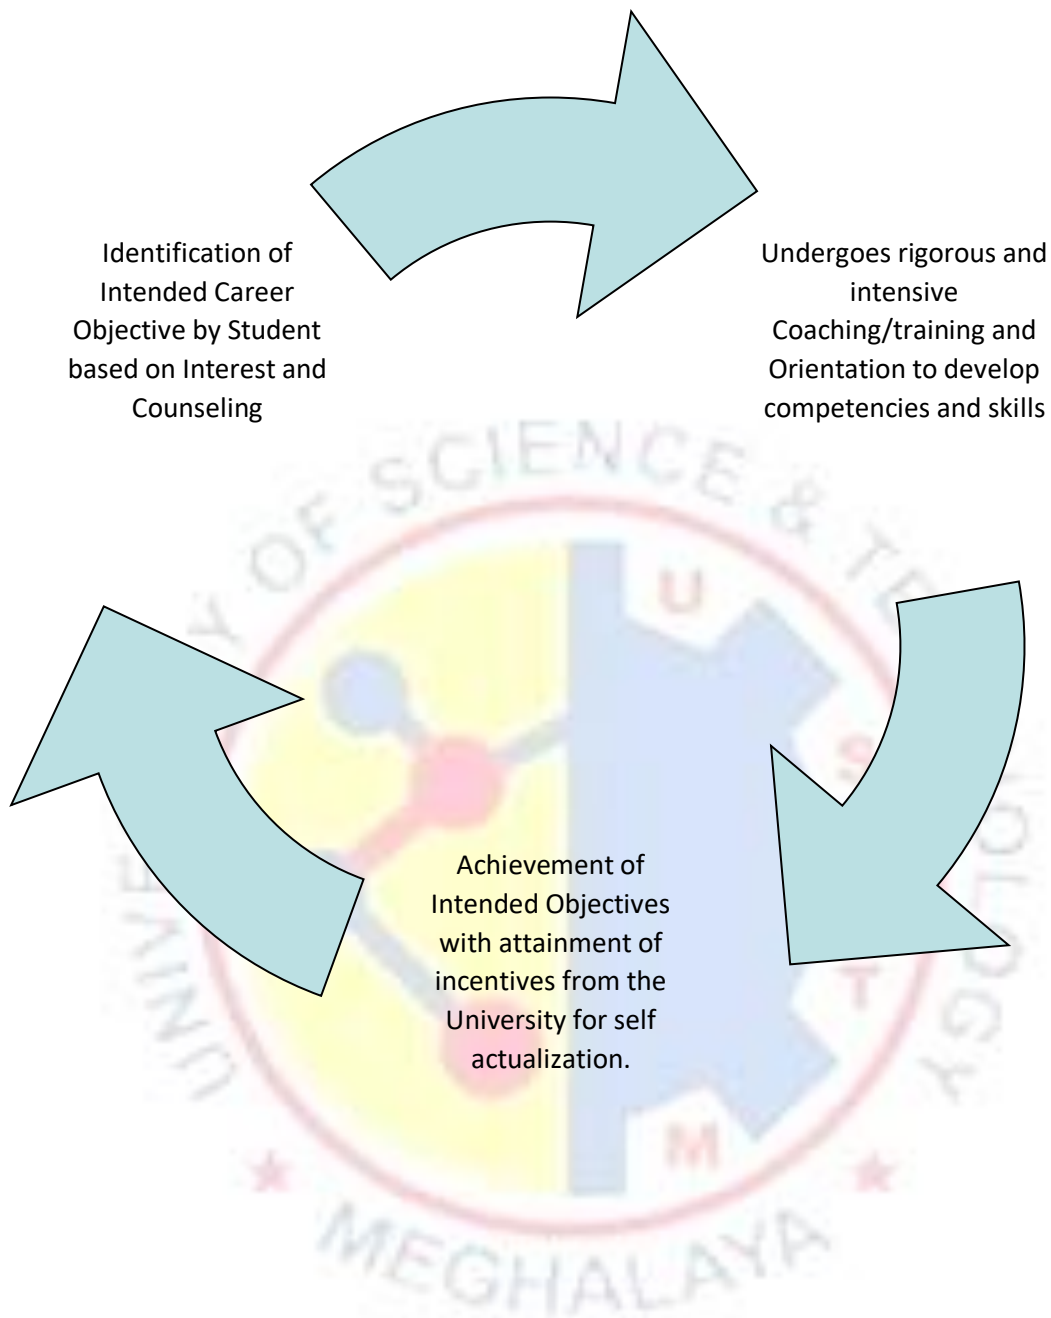 Identification of
Intended Career
Objective by Student
based on Interest and
Counseling
Undergoes rigorous and
intensive
Coaching/training and
Orientation to develop
competencies and skills
Achievement of
Intended Objectives
with attainment of
incentives from the
University for self
actualization.
OF SCIENCE &
U
S
T
M
MEGHALAYA